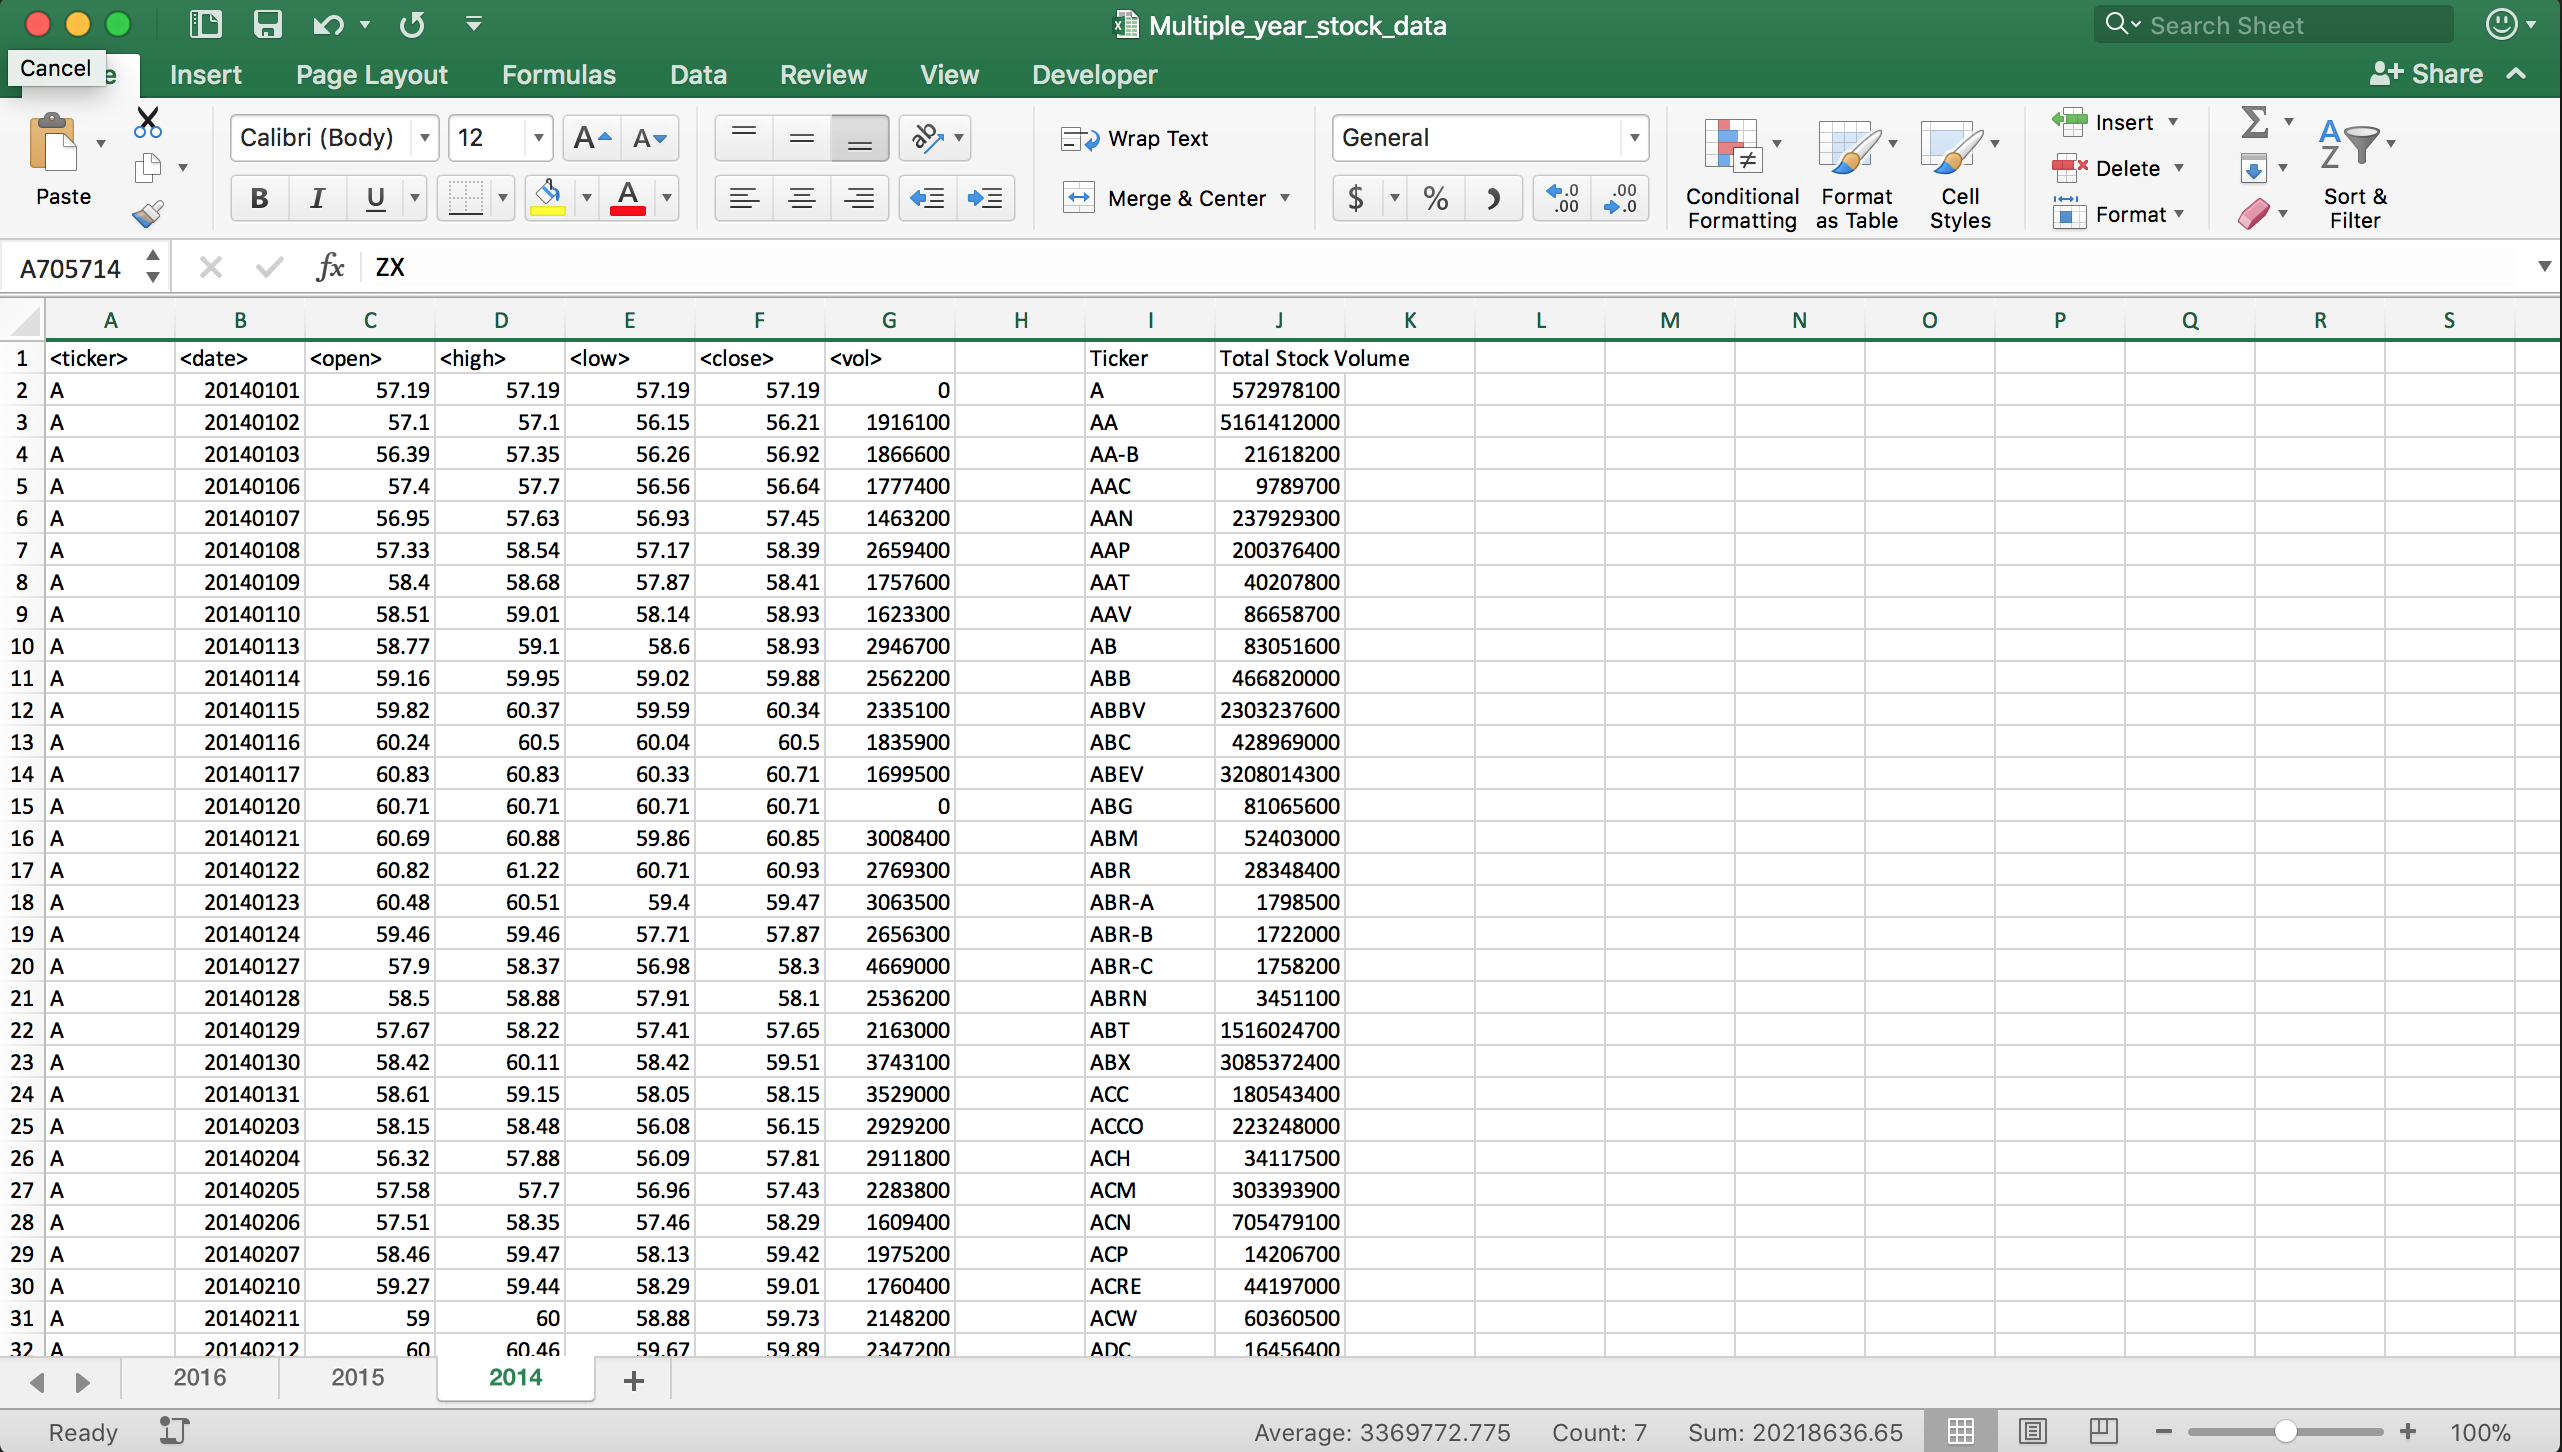 Multiple_year_stock_data
Search Sheet
Cancel
e Insert Page Layout Formulas Data Review View Developer
Share
Paste
Calibri (Body) 12 A A
B I U A
ab
Wrap Text
Merge & Center
General
$ % )
.0 .00 .00 .0
Conditional Formatting
Format as Table
Cell Styles
Insert
Delete
Format
Σ
A Z
Sort & Filter
A705714 fx ZX
A B C D E F G H I J K L M N O P Q R S
1 <ticker> <date> <open> <high> <low> <close> <vol> Ticker Total Stock Volume
2 A 20140101 57.19 57.19 57.19 57.19 0 A 572978100
3 A 20140102 57.1 57.1 56.15 56.21 1916100 AA 5161412000
4 A 20140103 56.39 57.35 56.26 56.92 1866600 AA-B 21618200
5 A 20140106 57.4 57.7 56.56 56.64 1777400 AAC 9789700
6 A 20140107 56.95 57.63 56.93 57.45 1463200 AAN 237929300
7 A 20140108 57.33 58.54 57.17 58.39 2659400 AAP 200376400
8 A 20140109 58.4 58.68 57.87 58.41 1757600 AAT 40207800
9 A 20140110 58.51 59.01 58.14 58.93 1623300 AAV 86658700
10 A 20140113 58.77 59.1 58.6 58.93 2946700 AB 83051600
11 A 20140114 59.16 59.95 59.02 59.88 2562200 ABB 466820000
12 A 20140115 59.82 60.37 59.59 60.34 2335100 ABBV 2303237600
13 A 20140116 60.24 60.5 60.04 60.5 1835900 ABC 428969000
14 A 20140117 60.83 60.83 60.33 60.71 1699500 ABEV 3208014300
15 A 20140120 60.71 60.71 60.71 60.71 0 ABG 81065600
16 A 20140121 60.69 60.88 59.86 60.85 3008400 ABM 52403000
17 A 20140122 60.82 61.22 60.71 60.93 2769300 ABR 28348400
18 A 20140123 60.48 60.51 59.4 59.47 3063500 ABR-A 1798500
19 A 20140124 59.46 59.46 57.71 57.87 2656300 ABR-B 1722000
20 A 20140127 57.9 58.37 56.98 58.3 4669000 ABR-C 1758200
21 A 20140128 58.5 58.88 57.91 58.1 2536200 ABRN 3451100
22 A 20140129 57.67 58.22 57.41 57.65 2163000 ABT 1516024700
23 A 20140130 58.42 60.11 58.42 59.51 3743100 ABX 3085372400
24 A 20140131 58.61 59.15 58.05 58.15 3529000 ACC 180543400
25 A 20140203 58.15 58.48 56.08 56.15 2929200 ACCO 223248000
26 A 20140204 56.32 57.88 56.09 57.81 2911800 ACH 34117500
27 A 20140205 57.58 57.7 56.96 57.43 2283800 ACM 303393900
28 A 20140206 57.51 58.35 57.46 58.29 1609400 ACN 705479100
29 A 20140207 58.46 59.47 58.13 59.42 1975200 ACP 14206700
30 A 20140210 59.27 59.44 58.29 59.01 1760400 ACRE 44197000
31 A 20140211 59 60 58.88 59.73 2148200 ACW 60360500
32 A 20140212 60 60.46 59.67 59.89 2347200 ADC 16456400
2016 2015 2014 +
Ready Average: 3369772.775 Count: 7 Sum: 20218636.65 100%